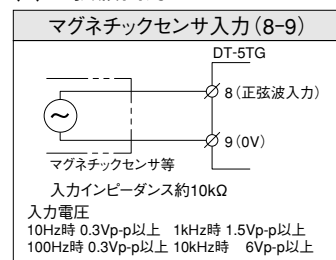 マグネチックセンサ入力(8-9)
DT-5TG
8(正弦波入力)
9(0V)
マグネチックセンサ等
入力インピーダンス約10kΩ
入力電圧
10Hz時 0.3Vp-p以上 1kHz時 1.5Vp-p以上
100Hz時 0.3Vp-p以上 10kHz時 6Vp-p以上